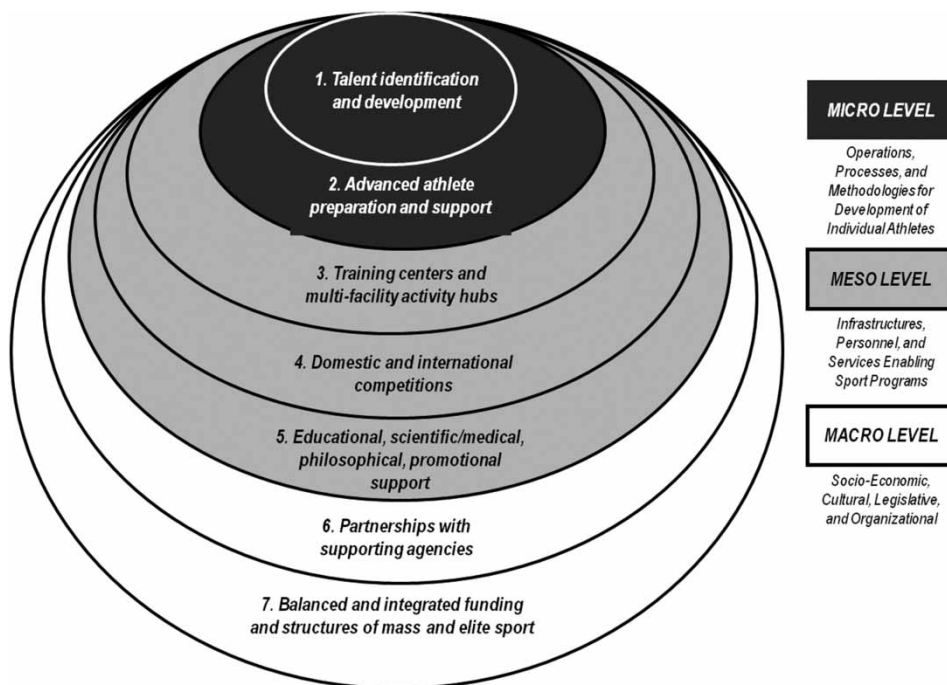 1. Talent identification
and development
2. Advanced athlete
preparation and support
3. Training centers and
multi-facility activity hubs
4. Domestic and international
competitions
5. Educational, scientific/medical,
philosophical, promotional
support
6. Partnerships with
supporting agencies
7. Balanced and integrated funding
and structures of mass and elite sport
MICRO LEVEL
Operations,
Processes, and
Methodologies for
Development of
Individual Athletes
MESO LEVEL
Infrastructures,
Personnel, and
Services Enabling
Sport Programs
MACRO LEVEL
Socio-Economic,
Cultural, Legislative,
and Organizational